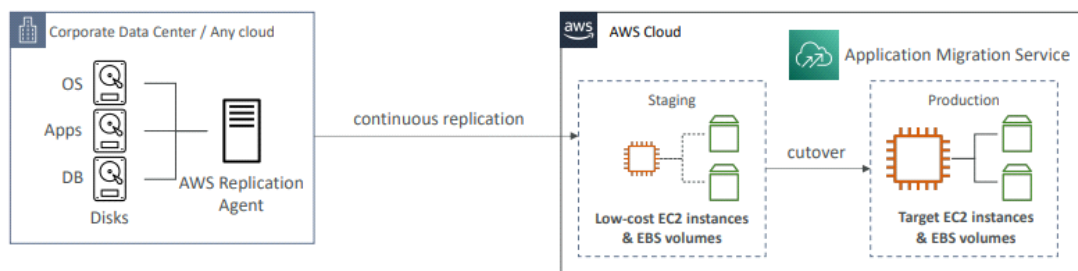 Corporate Data Center / Any cloud
OS
Apps
DB
Disks
AWS Replication
Agent
continuous replication
aws
AWS Cloud
Application Migration Service
Staging
Low-cost EC2 instances
& EBS volumes
cutover
Production
Target EC2 instances
& EBS volumes